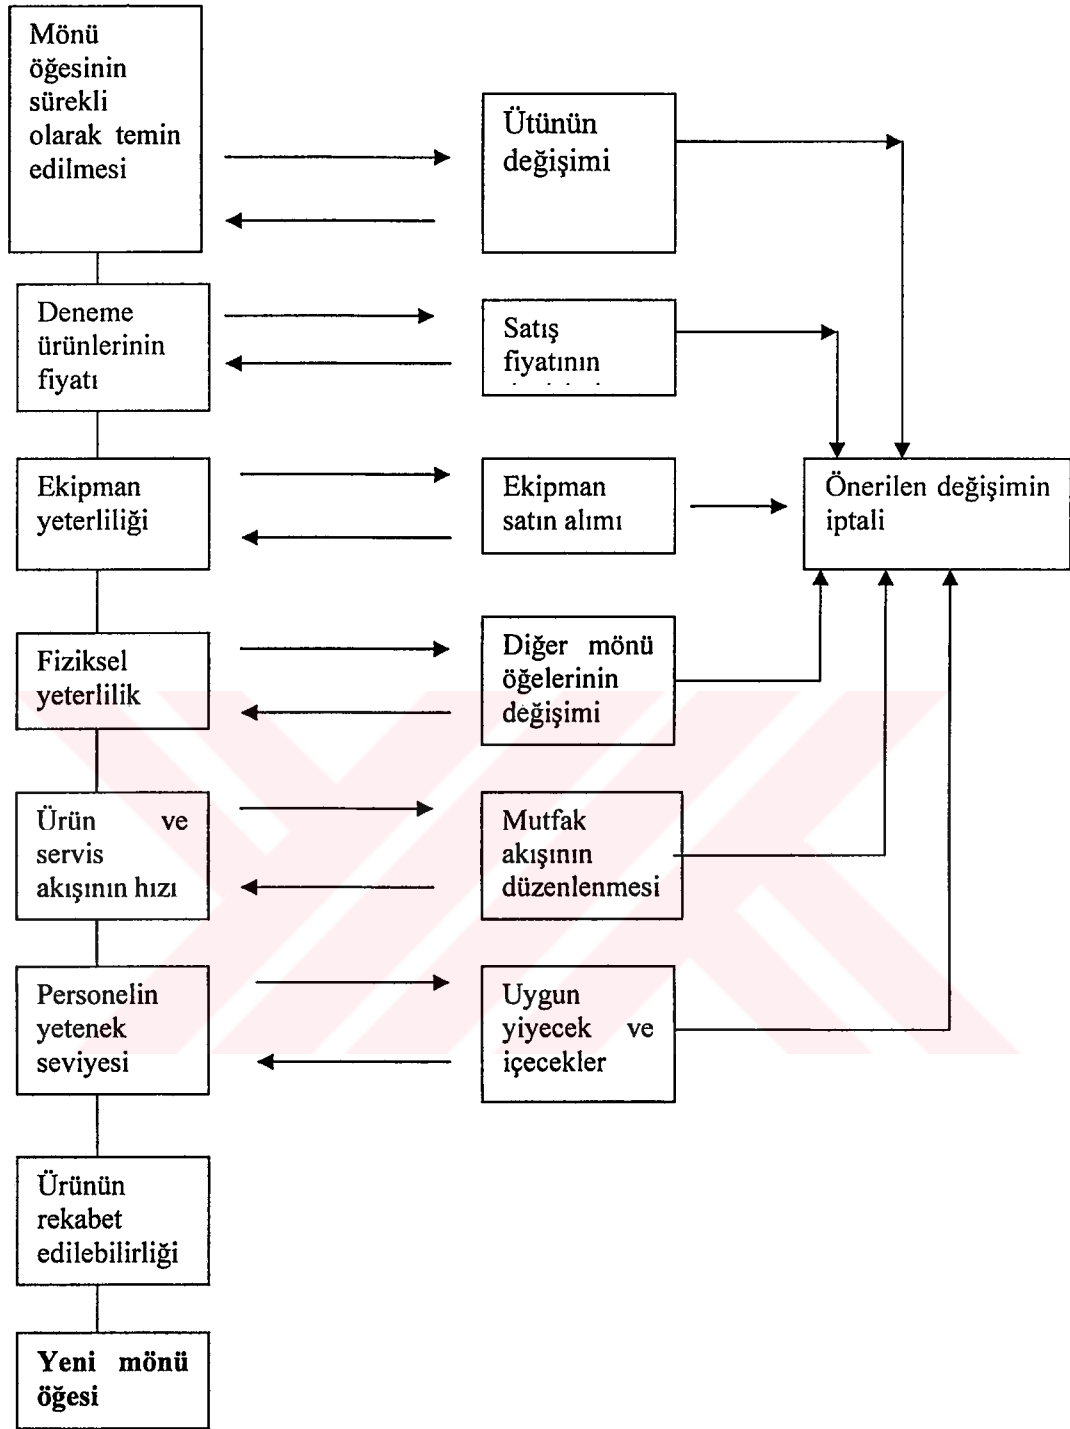 Mönü
öğesinin
sürekli
olarak temin
edilmesi
Ütünün
değişimi
Deneme
ürünlerinin
fiyatı
Satış
fiyatının
Ekipman
yeterliliği
Ekipman
satın alımı
Önerilen değişimin
iptali
Fiziksel
yeterlilik
Diğer mönü
öğelerinin
değişimi
Ürün ve
servis
akışının hızı
Mutfak
akışının
düzenlenmesi
Personelin
yetenek
seviyesi
Uygun
yiyecek ve
içecekler
Ürünün
rekabet
edilebilirliği
Yeni mönü
öğesi